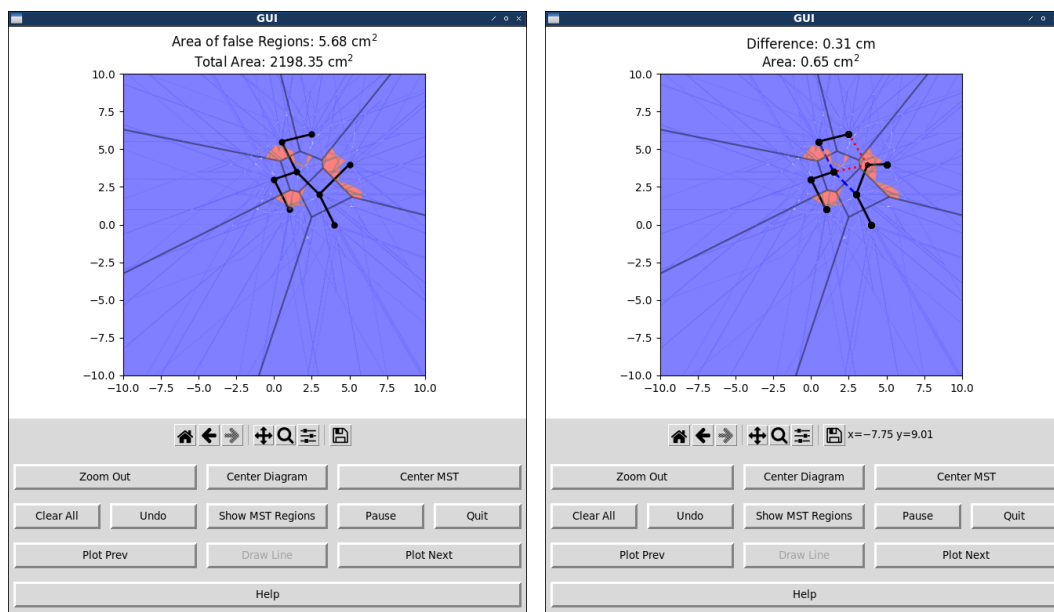 GUI
Area of false Regions: 5.68 cm²
Total Area: 2198.35 cm²
10.0
7.5
5.0
2.5
0.0
−2.5
−5.0
−7.5
−10.0
−10.0 −7.5 −5.0 −2.5 0.0 2.5 5.0 7.5 10.0
Zoom Out Center Diagram Center MST
Clear All Undo Show MST Regions Pause Quit
Plot Prev Draw Line Plot Next
Help
GUI
Difference: 0.31 cm
Area: 0.65 cm²
10.0
7.5
5.0
2.5
0.0
−2.5
−5.0
−7.5
−10.0
−10.0 −7.5 −5.0 −2.5 0.0 2.5 5.0 7.5 10.0
x=−7.75 y=9.01
Zoom Out Center Diagram Center MST
Clear All Undo Show MST Regions Pause Quit
Plot Prev Draw Line Plot Next
Help